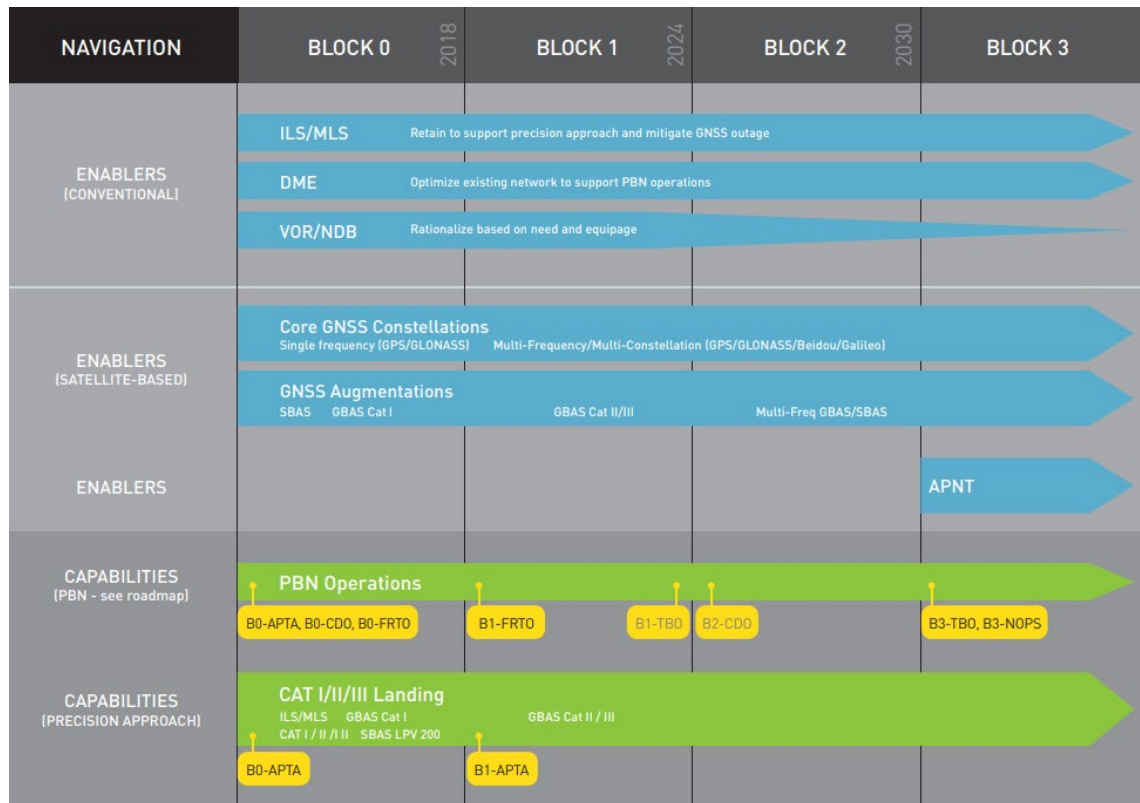 NAVIGATION
BLOCK 0
2018
BLOCK 1
2024
BLOCK 2
2030
BLOCK 3
ENABLERS
(CONVENTIONAL)
ILS/MLS
Retain to support precision approach and mitigate GNSS outage
DME
Optimize existing network to support PBN operations
VOR/NDB
Rationalize based on need and equipage
ENABLERS
(SATELLITE-BASED)
Core GNSS Constellations
Single frequency (GPS/GLONASS) Multi-Frequency/Multi-Constellation (GPS/GLONASS/Beidou/Galileo)
GNSS Augmentations
SBAS GBAS Cat I GBAS Cat II/III Multi-Freq GBAS/SBAS
ENABLERS
APNT
CAPABILITIES
(PBN - see roadmap)
PBN Operations
B0-APTA, B0-CDO, B0-FRTO
B1-FRTO
B1-TBO
B2-CDO
B3-TBO, B3-NOPS
CAPABILITIES
(PRECISION APPROACH)
CAT I/II/III Landing
ILS/MLS GBAS Cat I GBAS Cat II / III
CAT I / II /I II SBAS LPV 200
B0-APTA
B1-APTA